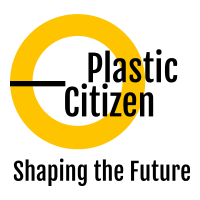 Plastic
Citizen
Shaping the Future